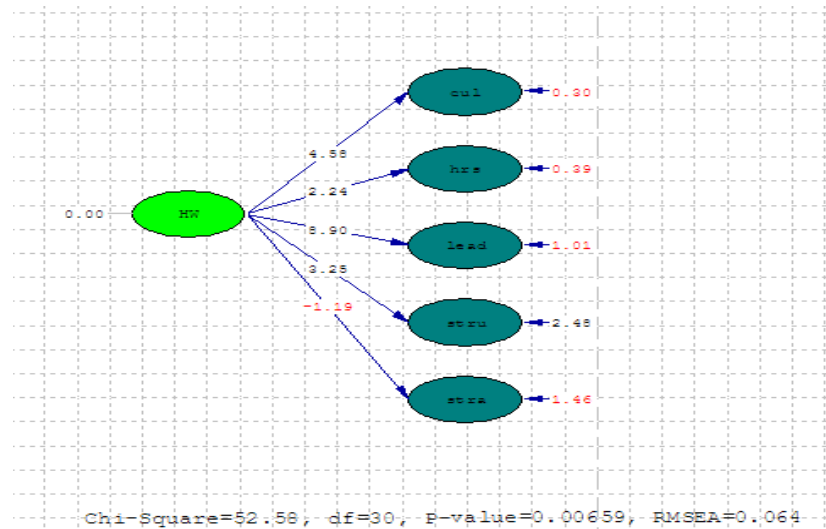 cul
0.30
4.58
hrs
0.39
2.24
0.00
HW
8.90
lead
1.01
3.25
-1.19
stru
2.48
stra
1.46
Chi-Square=52.58, df=30, P-value=0.00659, RMSEA=0.064